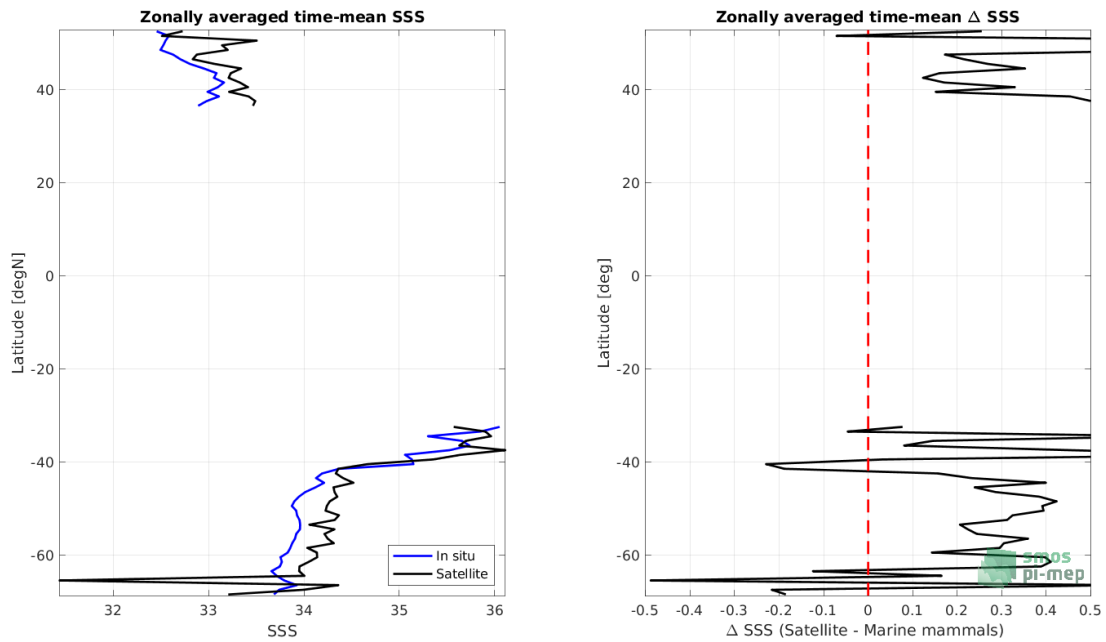 Zonally averaged time-mean SSS
Latitude [degN]
40
20
0
-20
-40
-60
32
33
34
35
36
SSS
In situ
Satellite
Zonally averaged time-mean Δ SSS
Latitude [deg]
40
20
0
-20
-40
-60
-0.5
-0.4
-0.3
-0.2
-0.1
0
0.1
0.2
0.3
0.4
0.5
Δ SSS (Satellite - Marine mammals)
smos
pi-mep